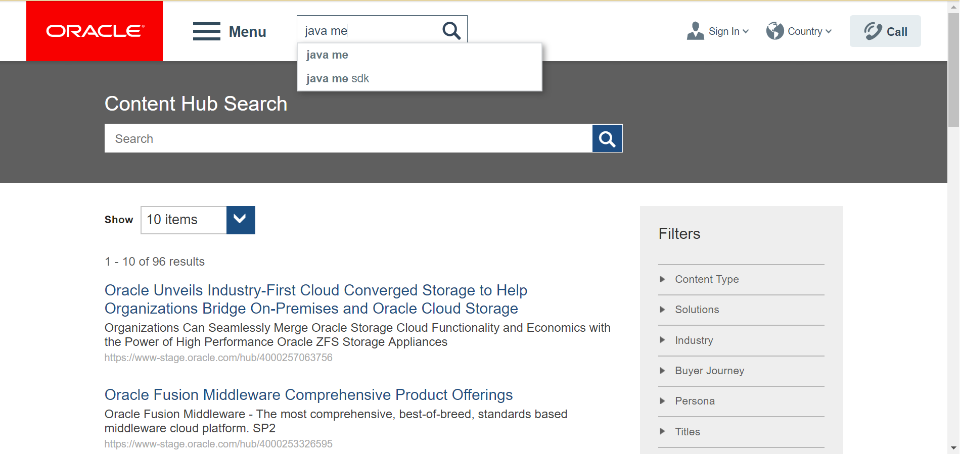 ORACLE
Menu
java me
Sign In
Country
Call
java me
java me sdk
Content Hub Search
Search
Show
10 items
1 - 10 of 96 results
Oracle Unveils Industry-First Cloud Converged Storage to Help
Organizations Bridge On-Premises and Oracle Cloud Storage
Organizations Can Seamlessly Merge Oracle Storage Cloud Functionality and Economics with
the Power of High Performance Oracle ZFS Storage Appliances
https://www-stage.oracle.com/hub/4000257063756
Oracle Fusion Middleware Comprehensive Product Offerings
Oracle Fusion Middleware - The most comprehensive, best-of-breed, standards based
middleware cloud platform. SP2
https://www-stage.oracle.com/hub/4000253326595
Filters
Content Type
Solutions
Industry
Buyer Journey
Persona
Titles